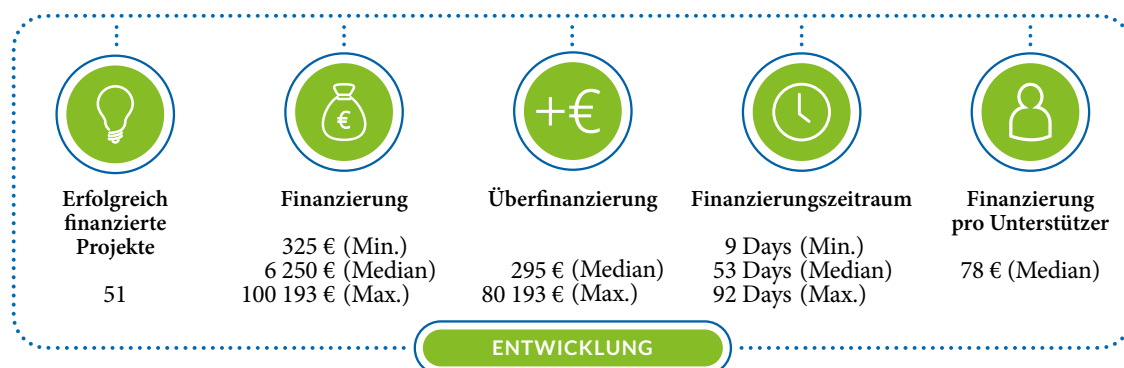 €
+€
Erfolgreich
finanzierte
Projekte
51
Finanzierung
325 € (Min.)
6 250 € (Median)
100 193 € (Max.)
Überfinanzierung
295 € (Median)
80 193 € (Max.)
Finanzierungszeitraum
9 Days (Min.)
53 Days (Median)
92 Days (Max.)
Finanzierung
pro Unterstützer
78 € (Median)
ENTWICKLUNG